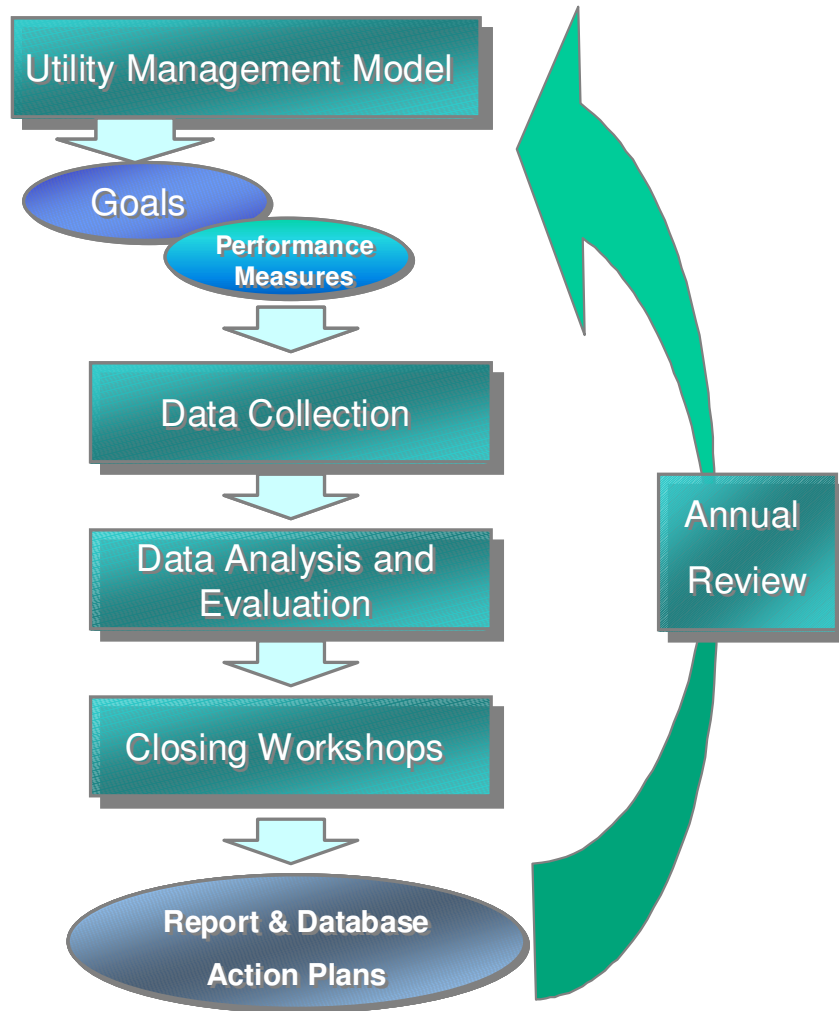 Utility Management Model
Goals
Performance
Measures
Data Collection
Data Analysis and
Evaluation
Closing Workshops
Report & Database
Action Plans
Annual
Review